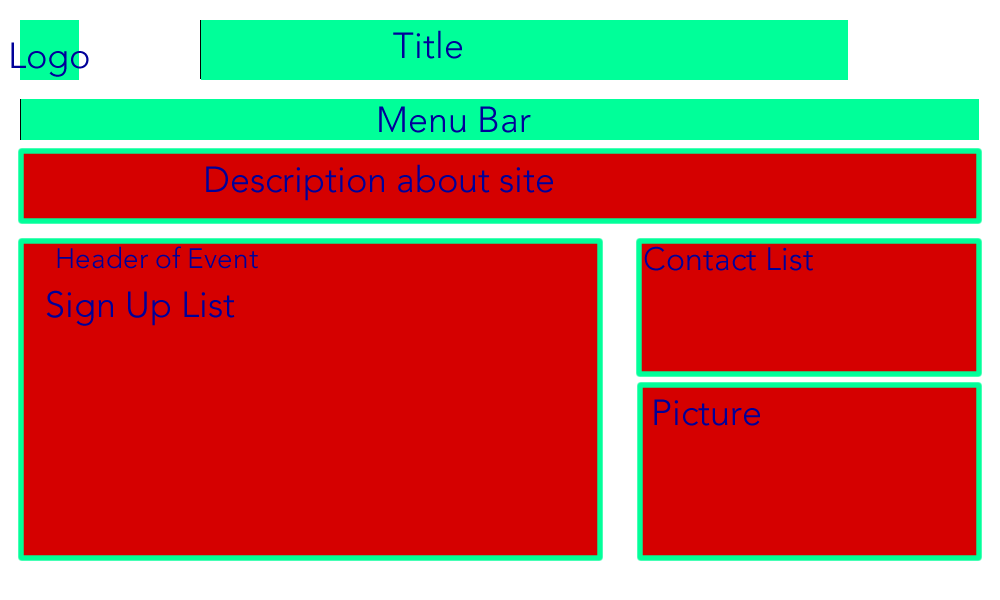 Logo
Title
Menu Bar
Description about site
Header of Event
Sign Up List
Contact List
Picture